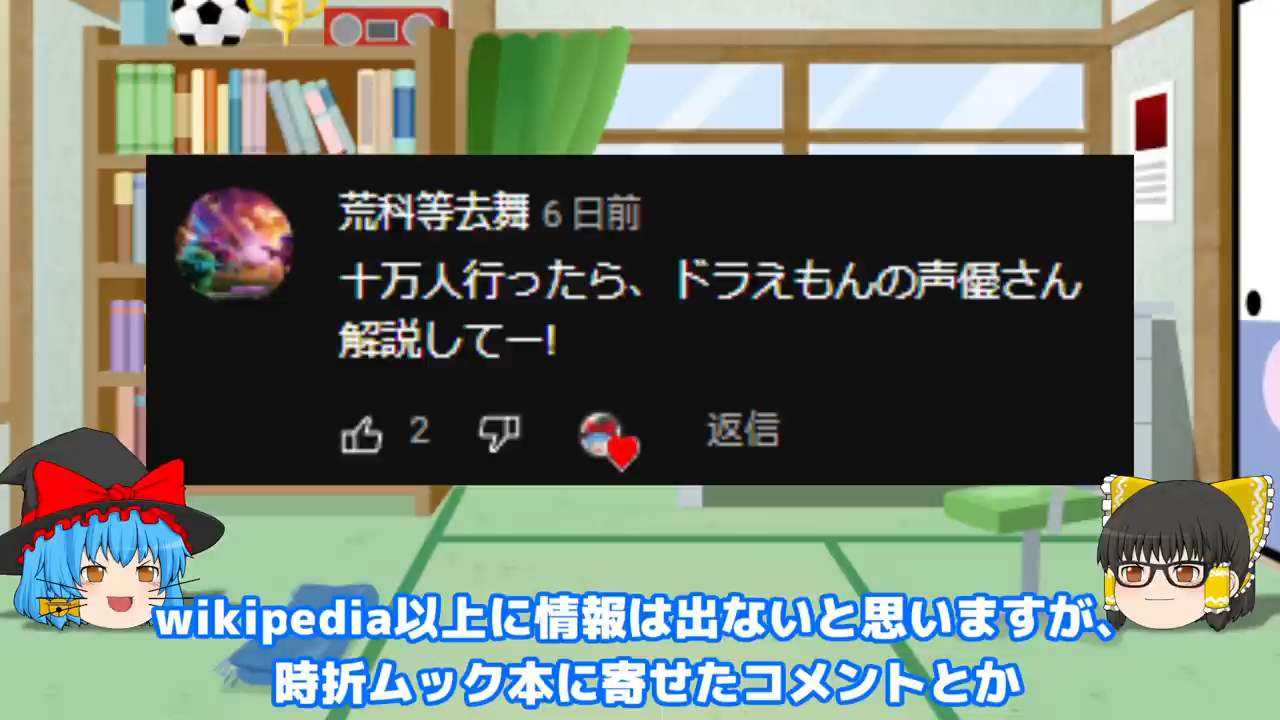 荒科等去舞 6 日前
十万人行ったら、ドラえもんの声優さん
解説してー!
2 返信
wikipedia以上に情報は出ないと思いますが、
時折ムック本に寄せたコメントとか